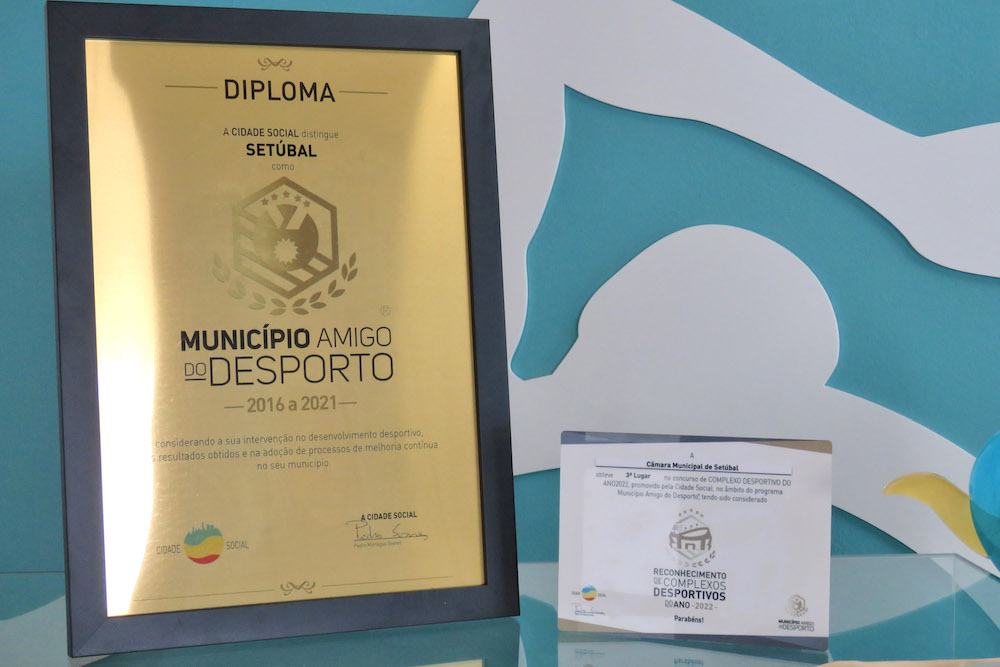 DIPLOMA
A CIDADE SOCIAL distingue
SETÚBAL
como
®
MUNICÍPIO AMIGO
DO DESPORTO
2016 a 2021
considerando a sua intervenção no desenvolvimento desportivo,
s resultados obtidos e na adoção de processos de melhoria contínua
no seu município.
A CIDADE SOCIAL
Pedro Mortágua Soares
CIDADE SOCIAL
A
Câmara Municipal de Setúbal
obteve 3º Lugar no concurso de COMPLEXO DESPORTIVO DO
ANO2022, promovido pela Cidade Social, no âmbito do programa
Município Amigo do Desporto, tendo sido considerado
RECONHECIMENTO
DE COMPLEXOS
DESPORTIVOS
DO ANO - 2022 -
Parabéns!
MUNICÍPIO AMIGO
DO DESPORTO